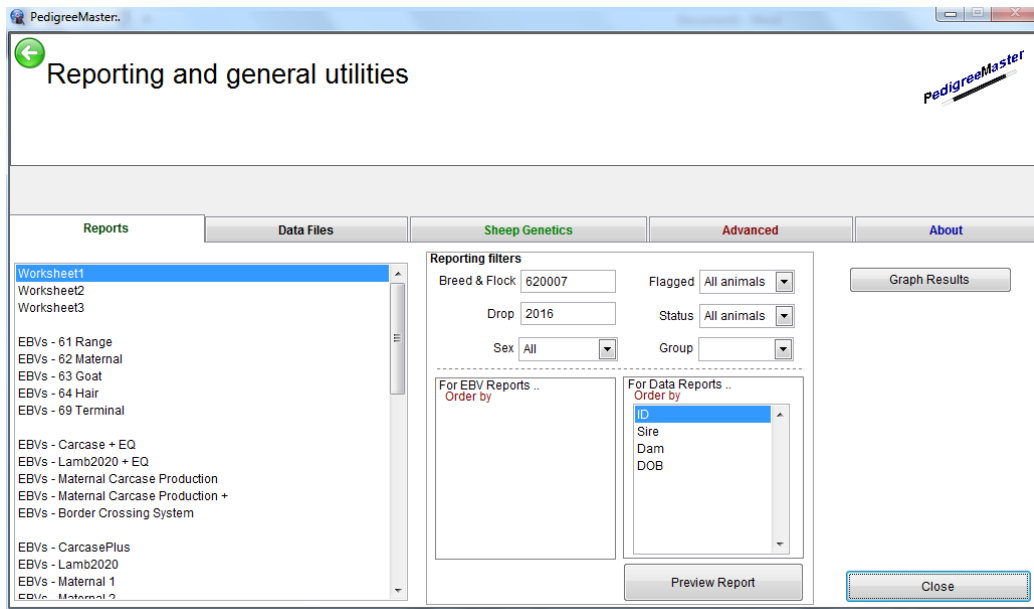 PedigreeMaster:.
Reporting and general utilities
PedigreeMaster
Reports
Data Files
Sheep Genetics
Advanced
About
Worksheet1
Worksheet2
Worksheet3
EBVs - 61 Range
EBVs - 62 Maternal
EBVs - 63 Goat
EBVs - 64 Hair
EBVs - 69 Terminal
EBVs - Carcase + EQ
EBVs - Lamb2020 + EQ
EBVs - Maternal Carcase Production
EBVs - Maternal Carcase Production +
EBVs - Border Crossing System
EBVs - CarcasePlus
EBVs - Lamb2020
EBVs - Maternal 1
EBVs - Maternal 2
Reporting filters
Breed & Flock 620007
Flagged All animals
Drop 2016
Status All animals
Sex All
Group
For EBV Reports ..
Order by
For Data Reports ..
Order by
ID
Sire
Dam
DOB
Preview Report
Graph Results
Close